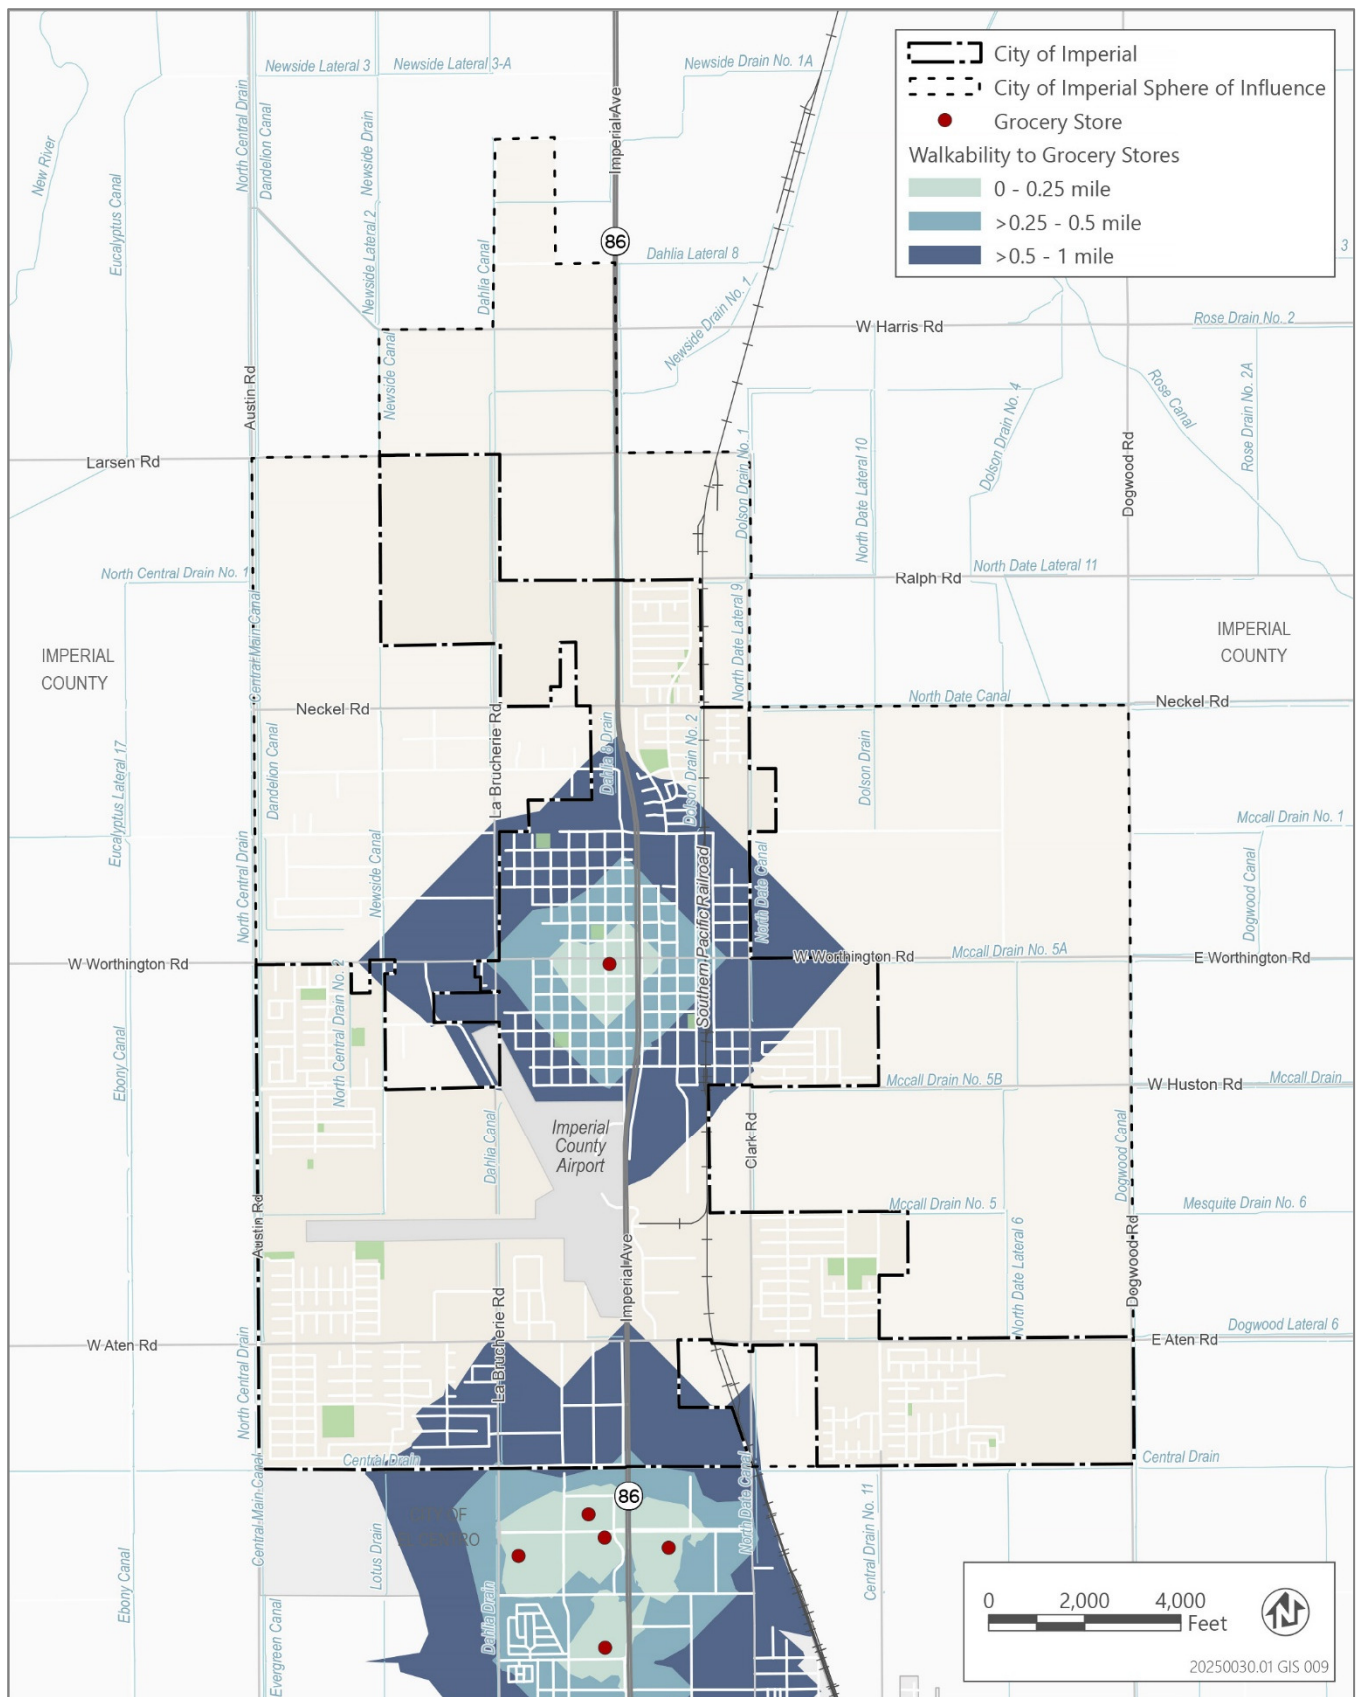 City of Imperial
City of Imperial Sphere of Influence
Grocery Store
Walkability to Grocery Stores
0 - 0.25 mile
>0.25 - 0.5 mile
>0.5 - 1 mile
Newside Lateral 3
Newside Lateral 3-A
Newside Drain No. 1A
New River
Eucalyptus Canal
North Central Drain
Dandelion Canal
Newside Drain
Newside Lateral 2
Imperial Ave
86
Dahlia Canal
Dahlia Lateral 8
3
Newside Drain No. 1
W Harris Rd
Rose Drain No. 2
Newside Canal
Austin Rd
Rose Canal
Rose Drain No. 2A
Dolson Drain No. 4
Dolson Drain No. 1
North Date Lateral 10
Dogwood Rd
Larsen Rd
North Central Drain No. 1
Ralph Rd
North Date Lateral 11
North Date Lateral 9
Central Main Canal
IMPERIAL
COUNTY
IMPERIAL
COUNTY
North Date Canal
Neckel Rd
Neckel Rd
La Brucherie Rd
Dahlia 8 Drain
Dolson Drain No. 2
Dolson Drain
Eucalyptus Lateral 17
Dandelion Canal
Newside Canal
North Central Drain
Mccall Drain No. 1
Dogwood Canal
Southern Pacific Railroad
North Date Canal
W Worthington Rd
W Worthington Rd
Mccall Drain No. 5A
E Worthington Rd
North Central Drain No. 2
Ebony Canal
Mccall Drain No. 5B
W Huston Rd
Mccall Drain
Imperial
County
Airport
Dahlia Canal
Clark Rd
Dogwood Canal
Austin Rd
Mccall Drain No. 5
Mesquite Drain No. 6
North Date Lateral 6
Imperial Ave
Dogwood Rd
La Brucherie Rd
W Aten Rd
Dogwood Lateral 6
E Aten Rd
North Central Drain
Central Drain
Central Drain
86
OF
Central Main Canal
Lotus Drain
Ebony Canal
Evergreen Canal
Dahlia Drain
North Date Canal
Central Drain No. 11
0 2,000 4,000
Feet
N
20250030.01 GIS 009